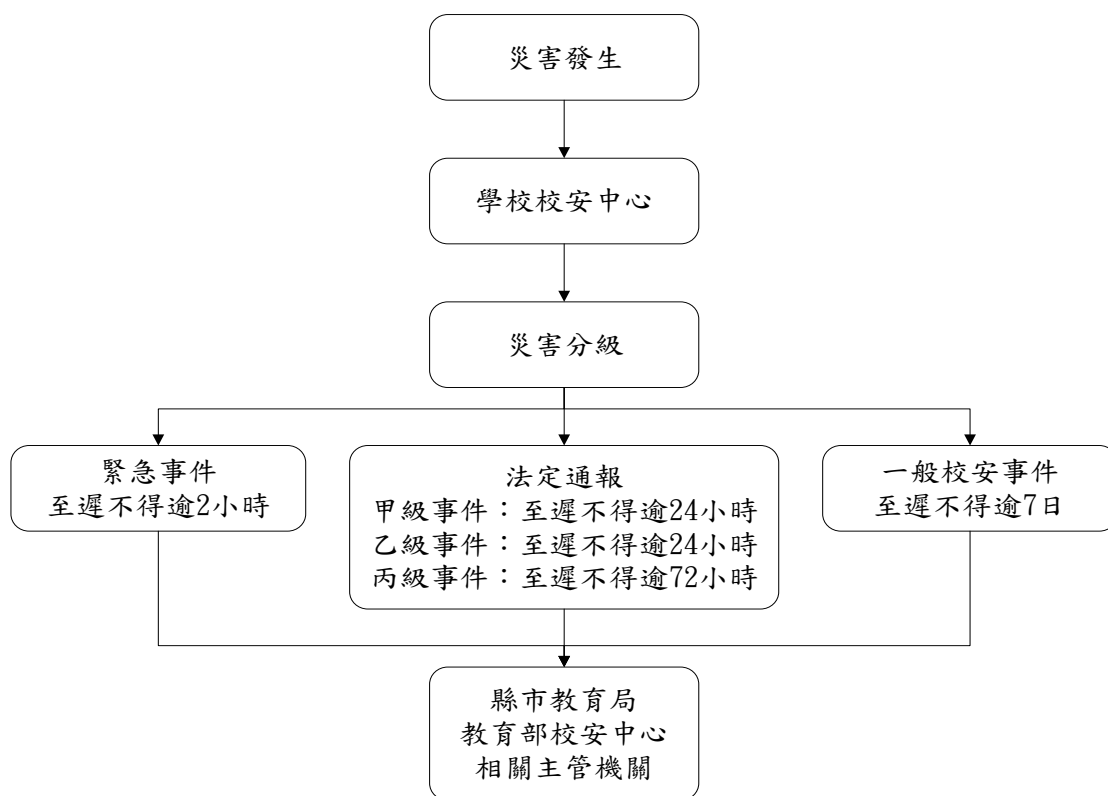 災害發生
學校校安中心
災害分級
緊急事件
至遲不得逾2小時
法定通報
甲級事件：至遲不得逾24小時
乙級事件：至遲不得逾24小時
丙級事件：至遲不得逾72小時
一般校安事件
至遲不得逾7日
縣市教育局
教育部校安中心
相關主管機關